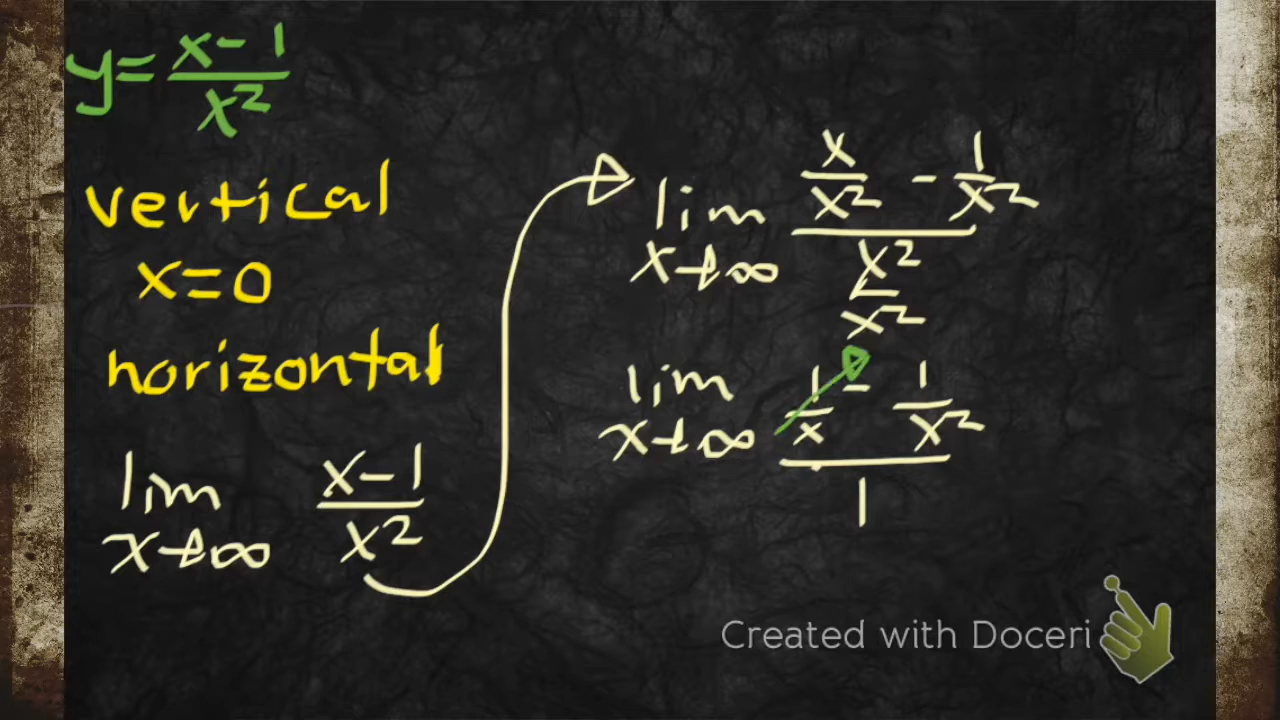 y = x-1
x²
vertical
x=0
horizontal
lim x-1
x→∞ x²
x - 1
lim x² x²
x→∞ x²
x²
lim 1 - 1
x→∞ x x²
1
Created with Doceri